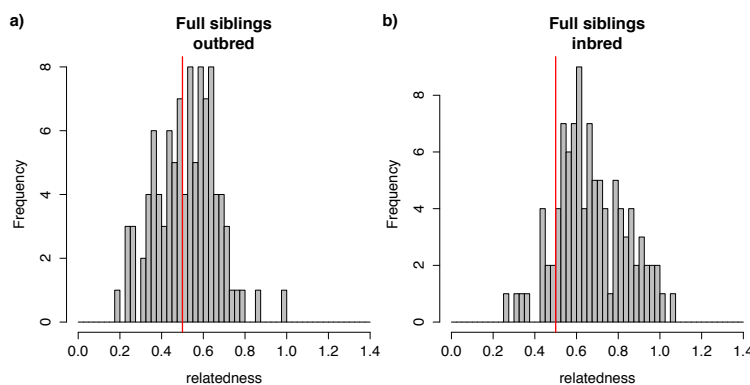 a)
Full siblings
outbred
Frequency
8
6
4
2
0
0.0 0.2 0.4 0.6 0.8 1.0 1.2 1.4
relatedness
b)
Full siblings
inbred
Frequency
8
6
4
2
0
0.0 0.2 0.4 0.6 0.8 1.0 1.2 1.4
relatedness